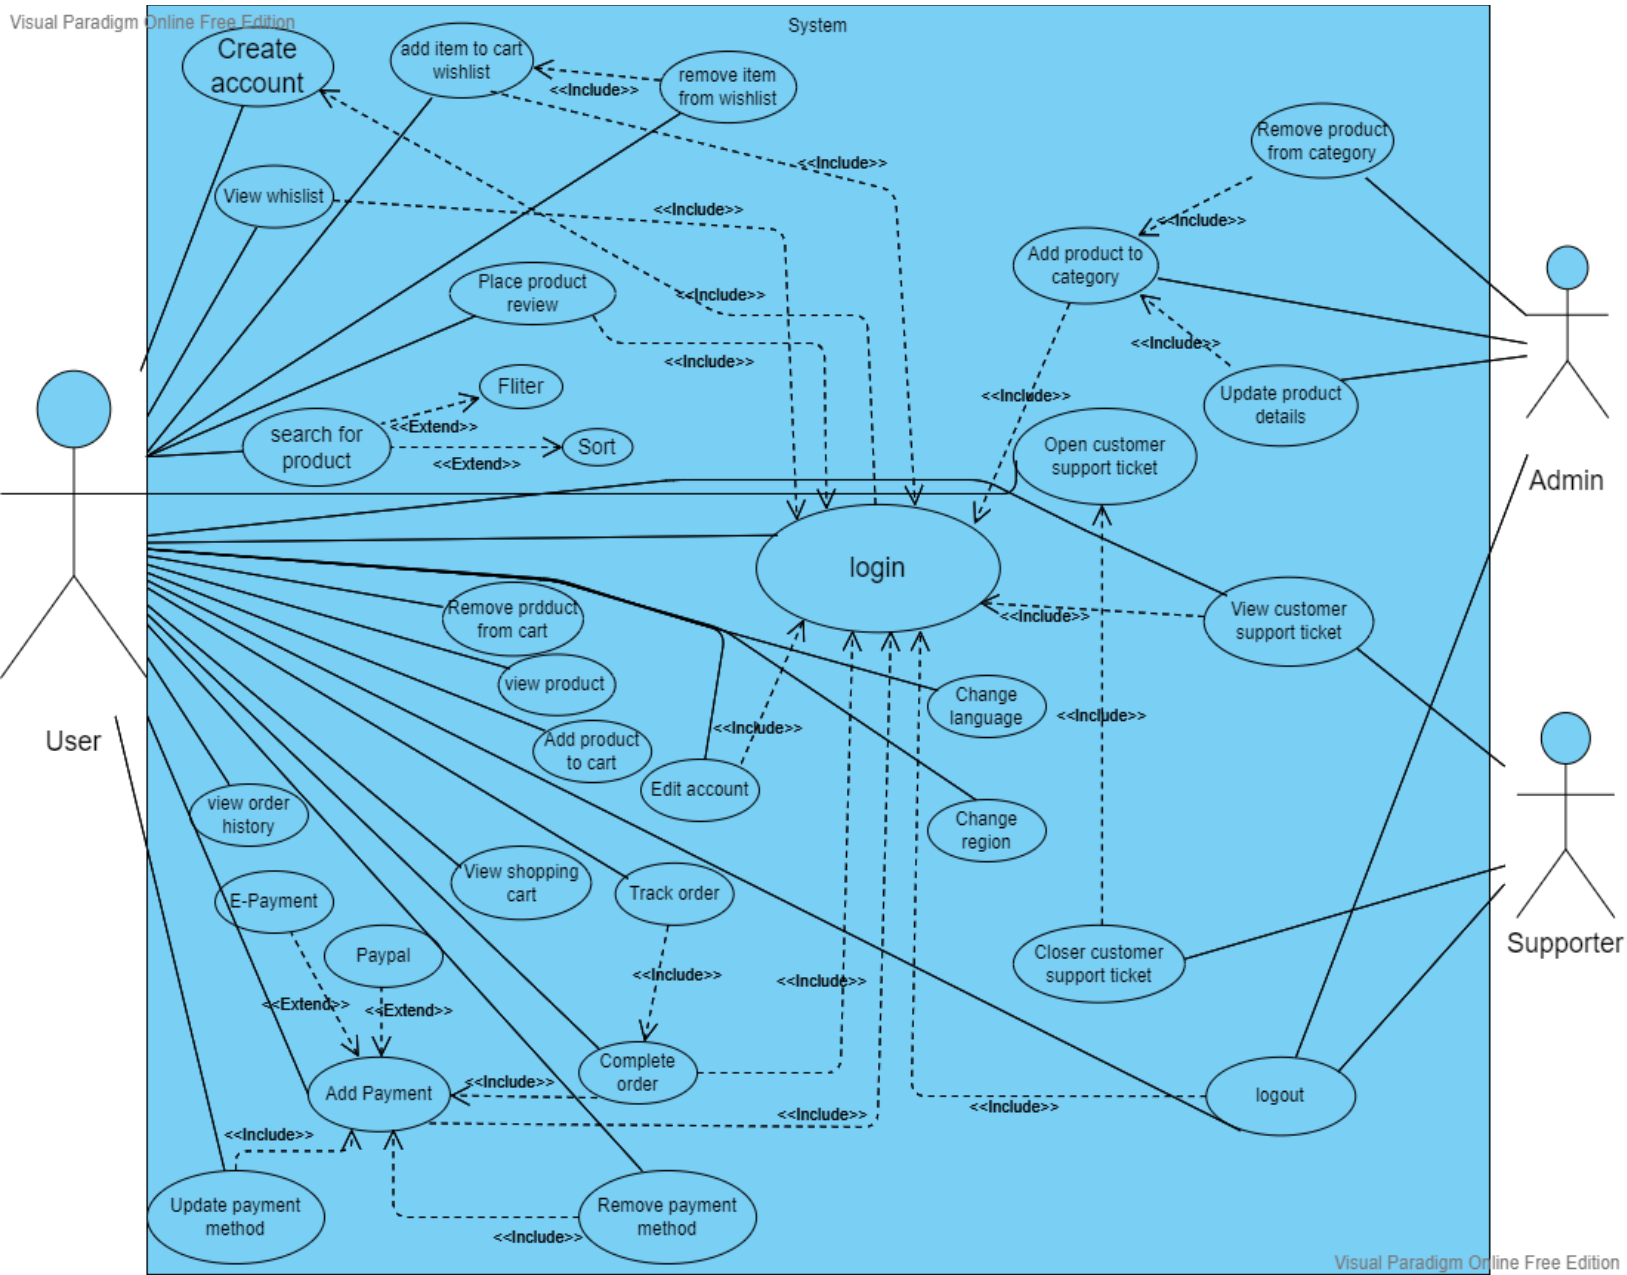 Visual Paradigm Online Free Edition
System
Create
account
add item to cart
wishlist
<<Include>>
remove item
from wishlist
<<Include>>
Remove product
from category
View whislist
<<Include>>
<<Include>>
Add product to
category
Place product
review
<<Include>>
<<Include>>
<<Include>>
Fliter
<<Extend>>
search for
product
Sort
<<Extend>>
<<Include>>
Update product
details
Open customer
support ticket
Admin
login
Remove prdduct
from cart
<<Include>>
View customer
support ticket
view product
Change
language
<<Include>>
<<Include>>
User
Add product
to cart
Edit account
view order
history
Change
region
View shopping
cart
Track order
E-Payment
Paypal
<<Include>>
<<Include>>
Closer customer
support ticket
Supporter
<<Extend>>
<<Extend>>
Complete
order
<<Include>>
Add Payment
<<Include>>
<<Include>>
logout
<<Include>>
Update payment
method
Remove payment
method
<<Include>>
Visual Paradigm Online Free Edition